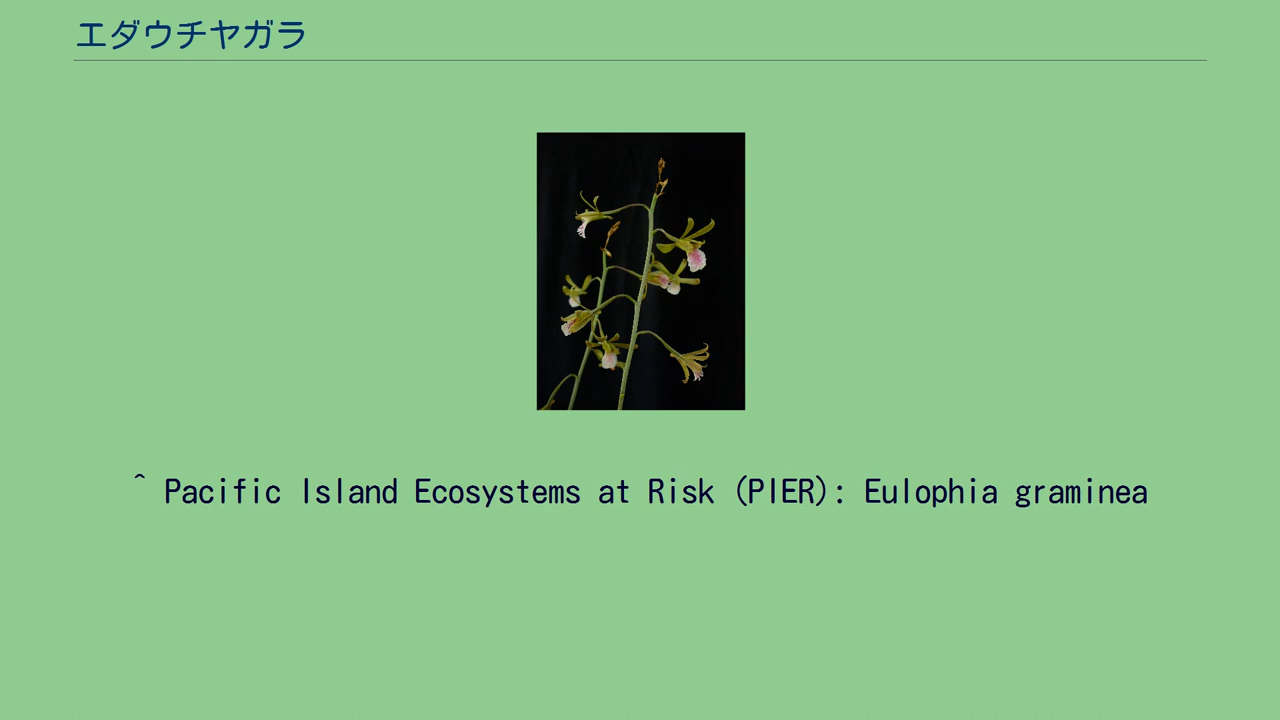 エダウチヤガラ
^ Pacific Island Ecosystems at Risk (PIER): Eulophia graminea